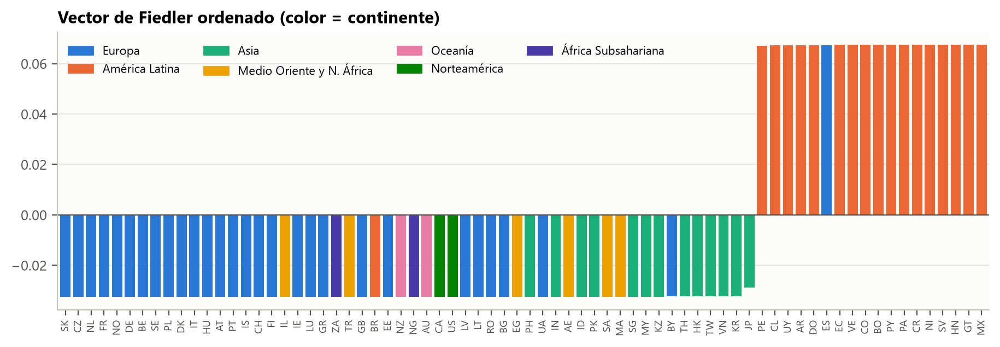 Vector de Fiedler ordenado (color = continente)
Europa
América Latina
Asia
Medio Oriente y N. África
Oceanía
Norteamérica
África Subsahariana
0.06
0.04
0.02
0.00
−0.02
SK CZ NL FR NO DE BE SE PL DK IT HU AT PT IS CH FI IL IE LU GR ZA TR GB BR EE NZ NG AU CA US LV LT RO BG EG PH UA IN AE ID PK SA MA SG MY KZ BY TH HK TW VN KR JP PE CL UY AR DO ES EC VE CO BO PY PA CR NI SV HN GT MX